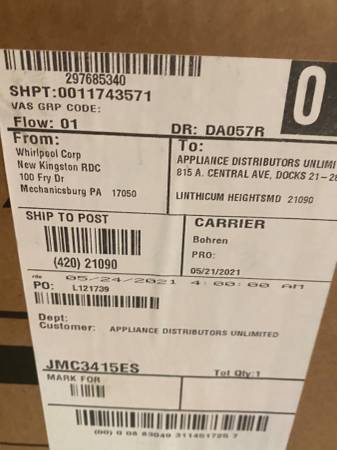 297685340
SHPT:0011743571
VAS GRP CODE:
Flow: 01
DR: DA057R
0
From:
Whirlpool Corp
New Kingston RDC
100 Fry Dr
Mechanicsburg PA 17050
To:
APPLIANCE DISTRIBUTORS UNLIMI
815 A. CENTRAL AVE, DOCKS 21-28
LINTHICUM HEIGHTSMD 21090
SHIP TO POST
(420) 21090
CARRIER
Bohren
PRO:
05/21/2021
rde 05/24/2021 4:00:00 AM
PO: L121739
Dept:
Customer: APPLIANCE DISTRIBUTORS UNLIMITED
JMC3415ES
Tot Qty:1
MARK FOR